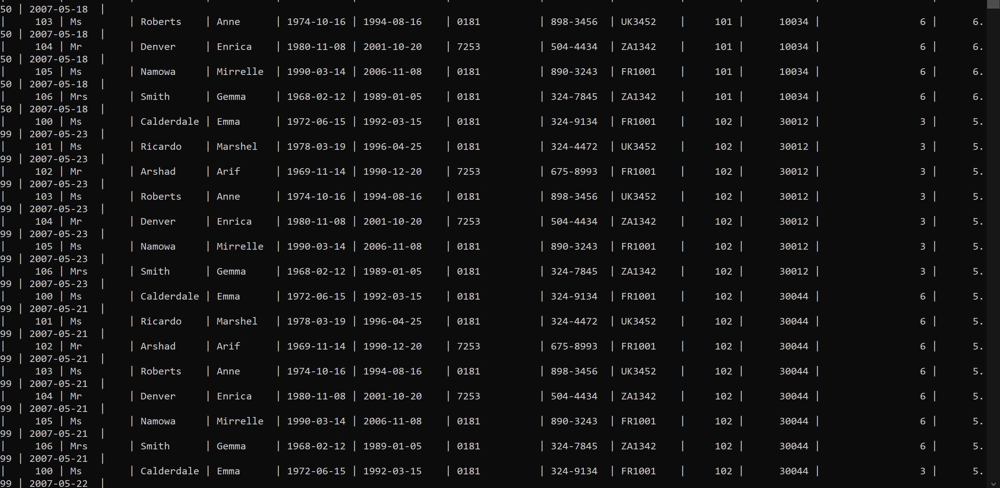 50 | 2007-05-18 |
| 103 | Ms | Roberts | Anne | 1974-10-16 | 1994-08-16 | 0181 | 898-3456 | UK3452 | 101 | 10034 | 6 | 6.
50 | 2007-05-18 |
| 104 | Mr | Denver | Enrica | 1980-11-08 | 2001-10-20 | 7253 | 504-4434 | ZA1342 | 101 | 10034 | 6 | 6.
50 | 2007-05-18 |
| 105 | Ms | Namowa | Mirrelle | 1990-03-14 | 2006-11-08 | 0181 | 890-3243 | FR1001 | 101 | 10034 | 6 | 6.
50 | 2007-05-18 |
| 106 | Mrs | Smith | Gemma | 1968-02-12 | 1989-01-05 | 0181 | 324-7845 | ZA1342 | 101 | 10034 | 6 | 6.
50 | 2007-05-18 |
| 100 | Ms | Calderdale | Emma | 1972-06-15 | 1992-03-15 | 0181 | 324-9134 | FR1001 | 102 | 30012 | 3 | 5.
99 | 2007-05-23 |
| 101 | Ms | Ricardo | Marshel | 1978-03-19 | 1996-04-25 | 0181 | 324-4472 | UK3452 | 102 | 30012 | 3 | 5.
99 | 2007-05-23 |
| 102 | Mr | Arshad | Arif | 1969-11-14 | 1990-12-20 | 7253 | 675-8993 | FR1001 | 102 | 30012 | 3 | 5.
99 | 2007-05-23 |
| 103 | Ms | Roberts | Anne | 1974-10-16 | 1994-08-16 | 0181 | 898-3456 | UK3452 | 102 | 30012 | 3 | 5.
99 | 2007-05-23 |
| 104 | Mr | Denver | Enrica | 1980-11-08 | 2001-10-20 | 7253 | 504-4434 | ZA1342 | 102 | 30012 | 3 | 5.
99 | 2007-05-23 |
| 105 | Ms | Namowa | Mirrelle | 1990-03-14 | 2006-11-08 | 0181 | 890-3243 | FR1001 | 102 | 30012 | 3 | 5.
99 | 2007-05-23 |
| 106 | Mrs | Smith | Gemma | 1968-02-12 | 1989-01-05 | 0181 | 324-7845 | ZA1342 | 102 | 30012 | 3 | 5.
99 | 2007-05-23 |
| 100 | Ms | Calderdale | Emma | 1972-06-15 | 1992-03-15 | 0181 | 324-9134 | FR1001 | 102 | 30044 | 6 | 5.
99 | 2007-05-21 |
| 101 | Ms | Ricardo | Marshel | 1978-03-19 | 1996-04-25 | 0181 | 324-4472 | UK3452 | 102 | 30044 | 6 | 5.
99 | 2007-05-21 |
| 102 | Mr | Arshad | Arif | 1969-11-14 | 1990-12-20 | 7253 | 675-8993 | FR1001 | 102 | 30044 | 6 | 5.
99 | 2007-05-21 |
| 103 | Ms | Roberts | Anne | 1974-10-16 | 1994-08-16 | 0181 | 898-3456 | UK3452 | 102 | 30044 | 6 | 5.
99 | 2007-05-21 |
| 104 | Mr | Denver | Enrica | 1980-11-08 | 2001-10-20 | 7253 | 504-4434 | ZA1342 | 102 | 30044 | 6 | 5.
99 | 2007-05-21 |
| 105 | Ms | Namowa | Mirrelle | 1990-03-14 | 2006-11-08 | 0181 | 890-3243 | FR1001 | 102 | 30044 | 6 | 5.
99 | 2007-05-21 |
| 106 | Mrs | Smith | Gemma | 1968-02-12 | 1989-01-05 | 0181 | 324-7845 | ZA1342 | 102 | 30044 | 6 | 5.
99 | 2007-05-21 |
| 100 | Ms | Calderdale | Emma | 1972-06-15 | 1992-03-15 | 0181 | 324-9134 | FR1001 | 102 | 30044 | 3 | 5.
99 | 2007-05-22 |